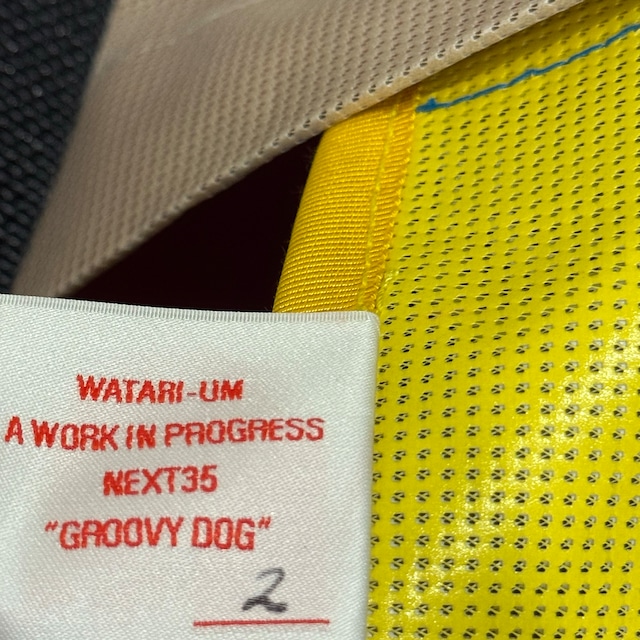 WATARI-UM
A WORK IN PROGRESS
NEXT35
"GROOVY DOG"
2